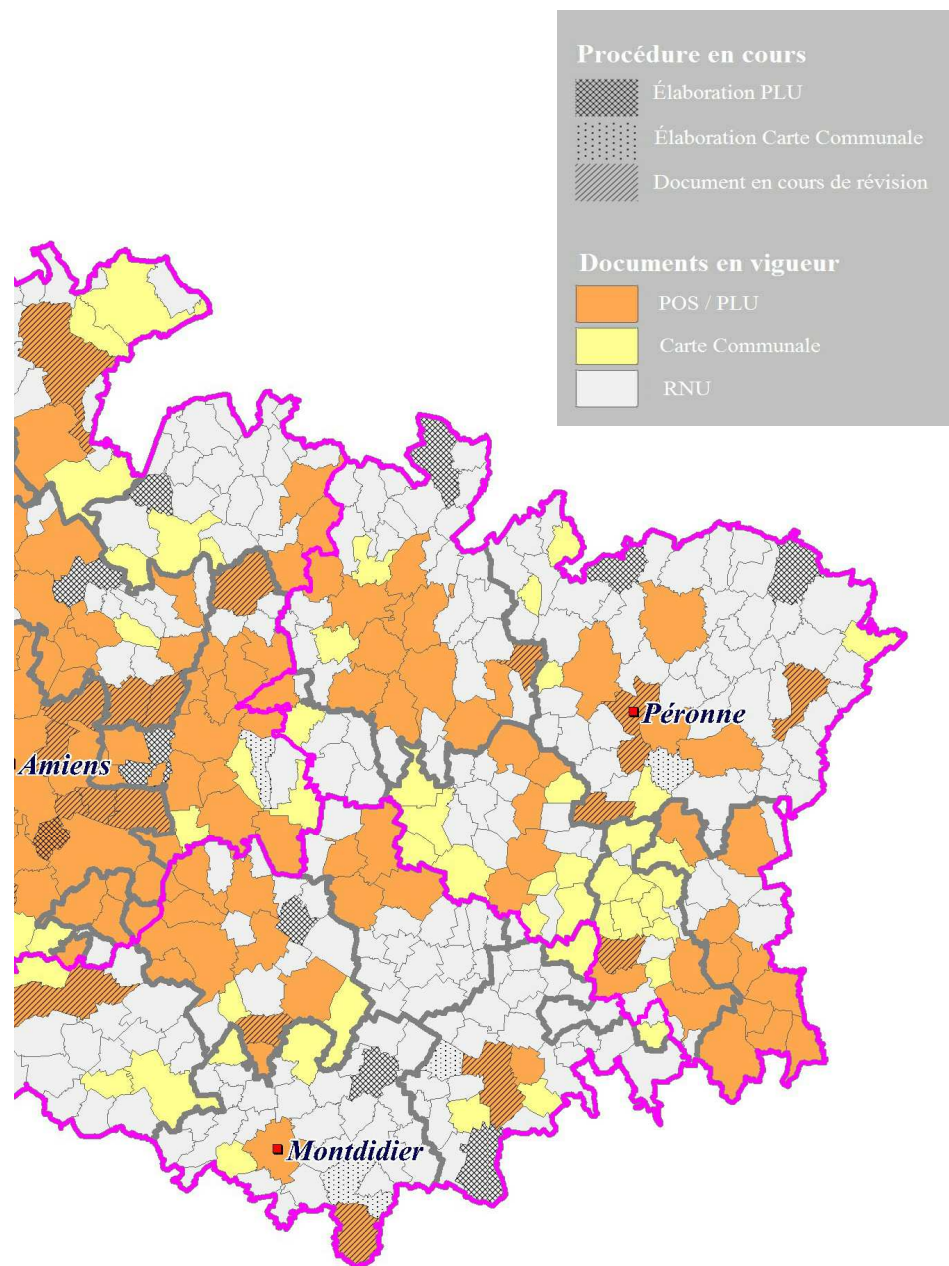 Procédure en cours
Élaboration PLU
Élaboration Carte Communale
Document en cours de révision
Documents en vigueur
POS / PLU
Carte Communale
RNU
Péronne
Amiens
Montdidier